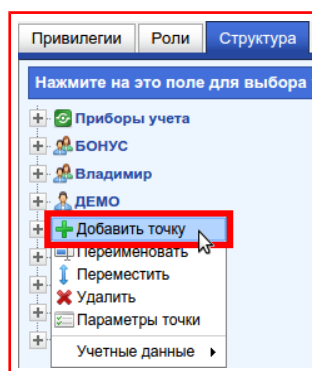 Привилегии Роли Структура
Нажмите на это поле для выбора
Приборы учета
БОНУС
Владимир
ДЕМО
Добавить точку
Переименовать
Переместить
Удалить
Параметры точки
Учетные данные